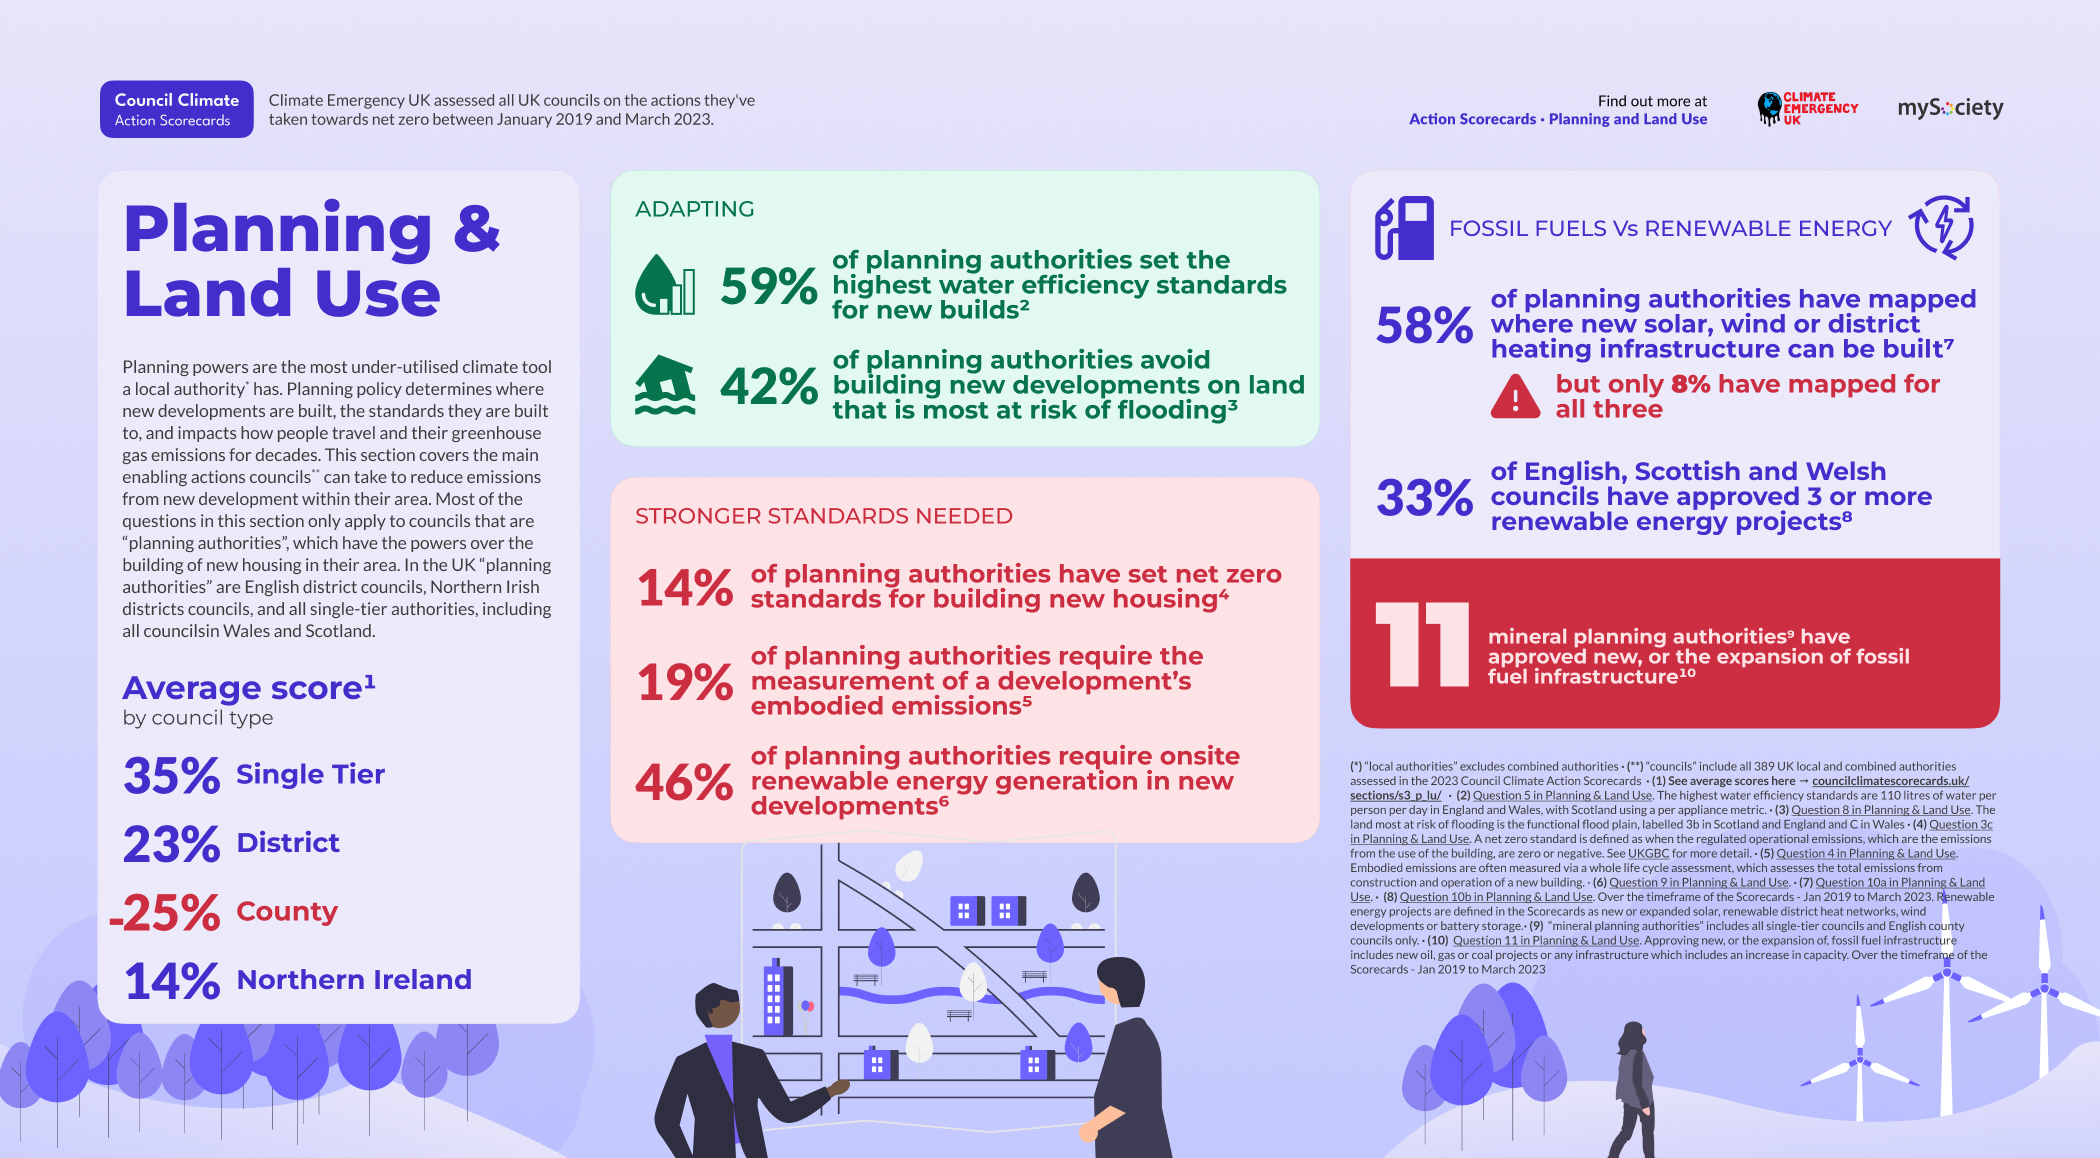 Council Climate
Action Scorecards
Climate Emergency UK assessed all UK councils on the actions they've
taken towards net zero between January 2019 and March 2023.
Find out more at
Action Scorecards · Planning and Land Use
CLIMATE
EMERGENCY
UK
mySociety
Planning &
Land Use
Planning powers are the most under-utilised climate tool
a local authority* has. Planning policy determines where
new developments are built, the standards they are built
to, and impacts how people travel and their greenhouse
gas emissions for decades. This section covers the main
enabling actions councils** can take to reduce emissions
from new development within their area. Most of the
questions in this section only apply to councils that are
“planning authorities”, which have the powers over the
building of new housing in their area. In the UK “planning
authorities” are English district councils, Northern Irish
districts councils, and all single-tier authorities, including
all councilsin Wales and Scotland.
Average score¹
by council type
35% Single Tier
23% District
-25% County
14% Northern Ireland
ADAPTING
59%
of planning authorities set the
highest water efficiency standards
for new builds²
42%
of planning authorities avoid
building new developments on land
that is most at risk of flooding³
STRONGER STANDARDS NEEDED
14%
of planning authorities have set net zero
standards for building new housing⁴
19%
of planning authorities require the
measurement of a development’s
embodied emissions⁵
46%
of planning authorities require onsite
renewable energy generation in new
developments⁶
FOSSIL FUELS Vs RENEWABLE ENERGY
58%
of planning authorities have mapped
where new solar, wind or district
heating infrastructure can be built⁷
but only 8% have mapped for
all three
33%
of English, Scottish and Welsh
councils have approved 3 or more
renewable energy projects⁸
11
mineral planning authorities⁹ have
approved new, or the expansion of fossil
fuel infrastructure¹⁰
(*) “local authorities” excludes combined authorities · (**) “councils” include all 389 UK local and combined authorities
assessed in the 2023 Council Climate Action Scorecards · (1) See average scores here → councilclimatescorecards.uk/
sections/s3_p_lu/ · (2) Question 5 in Planning & Land Use. The highest water efficiency standards are 110 litres of water per
person per day in England and Wales, with Scotland using a per appliance metric. · (3) Question 8 in Planning & Land Use. The
land most at risk of flooding is the functional flood plain, labelled 3b in Scotland and England and C in Wales · (4) Question 3c
in Planning & Land Use. A net zero standard is defined as when the regulated operational emissions, which are the emissions
from the use of the building, are zero or negative. See UKGBC for more detail. · (5) Question 4 in Planning & Land Use.
Embodied emissions are often measured via a whole life cycle assessment, which assesses the total emissions from
construction and operation of a new building. · (6) Question 9 in Planning & Land Use. · (7) Question 10a in Planning & Land
Use. · (8) Question 10b in Planning & Land Use. Over the timeframe of the Scorecards - Jan 2019 to March 2023. Renewable
energy projects are defined in the Scorecards as new or expanded solar, renewable district heat networks, wind
developments or battery storage. · (9) “mineral planning authorities” includes all single-tier councils and English county
councils only. · (10) Question 11 in Planning & Land Use. Approving new, or the expansion of, fossil fuel infrastructure
includes new oil, gas or coal projects or any infrastructure which includes an increase in capacity. Over the timeframe of the
Scorecards - Jan 2019 to March 2023